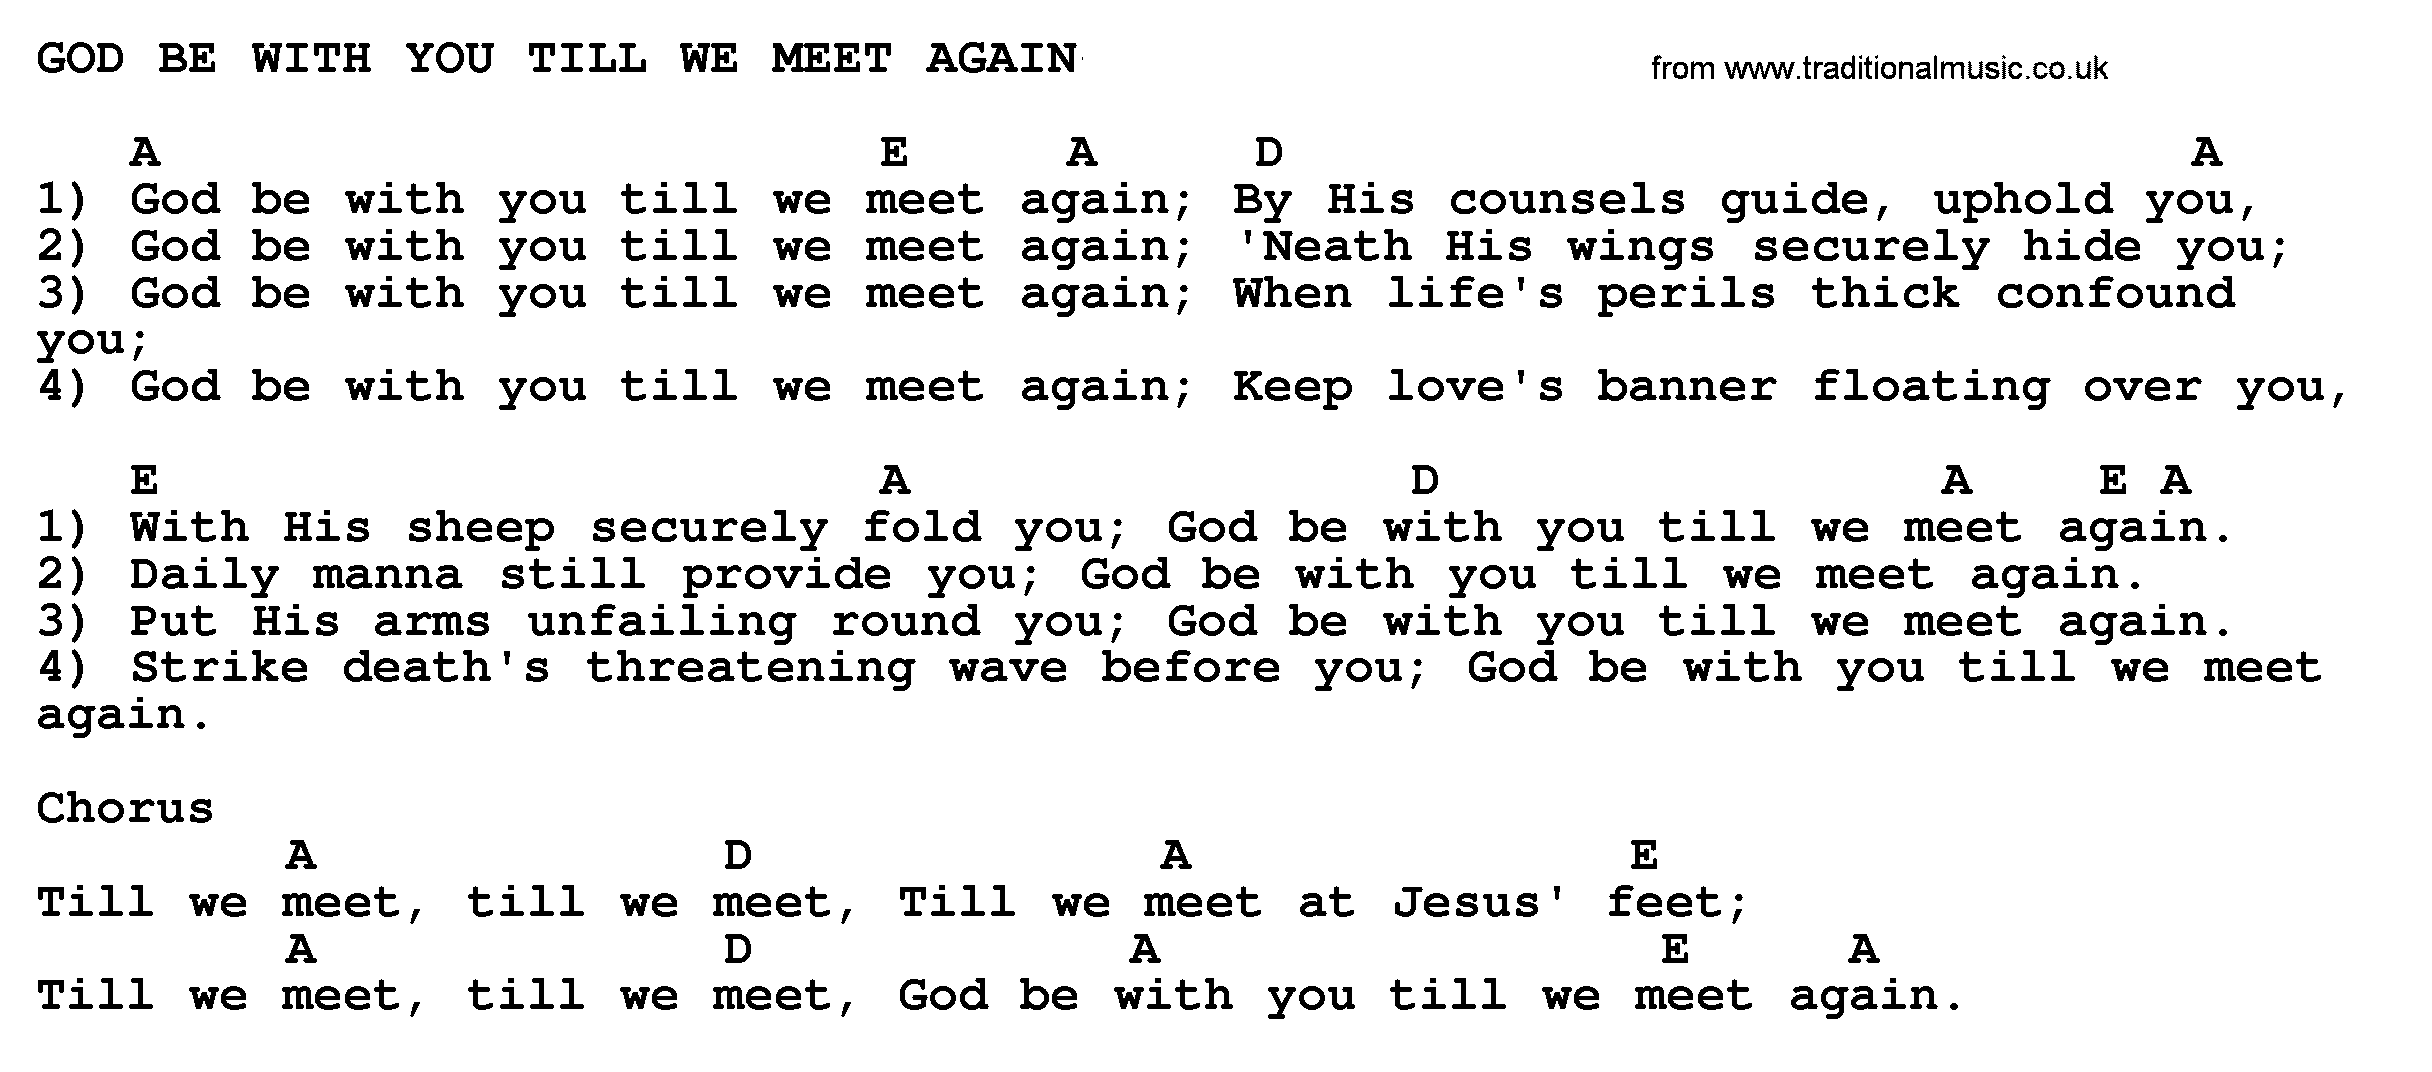 GOD BE WITH YOU TILL WE MEET AGAIN
from www.traditionalmusic.co.uk
A E A D A
1) God be with you till we meet again; By His counsels guide, uphold you,
2) God be with you till we meet again; 'Neath His wings securely hide you;
3) God be with you till we meet again; When life's perils thick confound
you;
4) God be with you till we meet again; Keep love's banner floating over you,
E A D A E A
1) With His sheep securely fold you; God be with you till we meet again.
2) Daily manna still provide you; God be with you till we meet again.
3) Put His arms unfailing round you; God be with you till we meet again.
4) Strike death's threatening wave before you; God be with you till we meet
again.
Chorus
A D A E
Till we meet, till we meet, Till we meet at Jesus' feet;
A D A E A
Till we meet, till we meet, God be with you till we meet again.